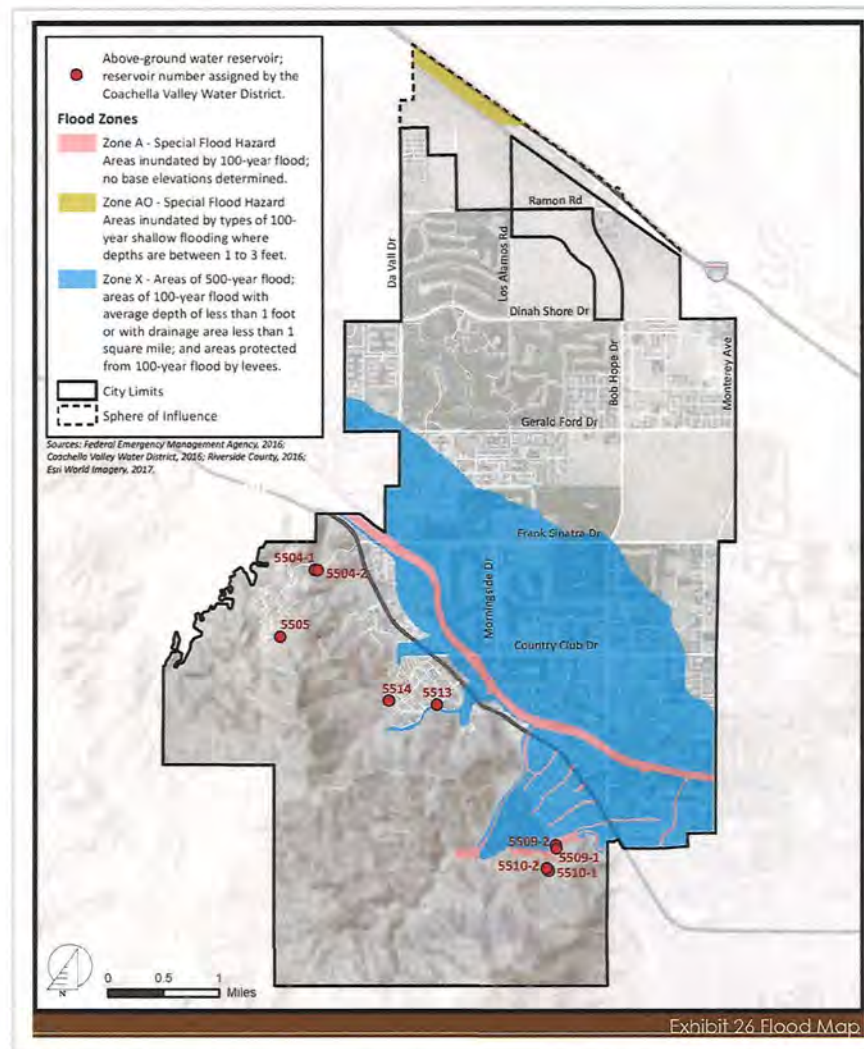 Above-ground water reservoir;
reservoir number assigned by the
Coachella Valley Water District.
Flood Zones
Zone A - Special Flood Hazard
Areas inundated by 100-year flood;
no base elevations determined.
Zone AO - Special Flood Hazard
Areas inundated by types of 100-
year shallow flooding where
depths are between 1 to 3 feet.
Zone X - Areas of 500-year flood;
areas of 100-year flood with
average depth of less than 1 foot
or with drainage area less than 1
square mile; and areas protected
from 100-year flood by levees.
City Limits
Sphere of Influence
Sources: Federal Emergency Management Agency, 2016;
Coachella Valley Water District, 2016; Riverside County, 2016;
Esri World Imagery, 2017.
Ramon Rd
Da Vall Dr
Los Alamos Rd
Dinah Shore Dr
Bob Hope Dr
Monterey Ave
Gerald Ford Dr
Frank Sinatra Dr
5504-1
5504-2
Morningside Dr
5505
Country Club Dr
5514
5513
5509-2
5509-1
5510-2
5510-1
N
0 0.5 1
Miles
Exhibit 26 Flood Map